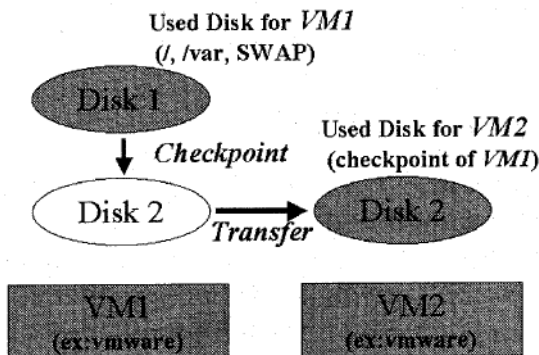 Used Disk for VM1
(/, /var, SWAP)
Disk 1
Checkpoint
Used Disk for VM2
(checkpoint of VM1)
Disk 2
Transfer
Disk 2
VM1
(ex:vmware)
VM2
(ex:vmware)